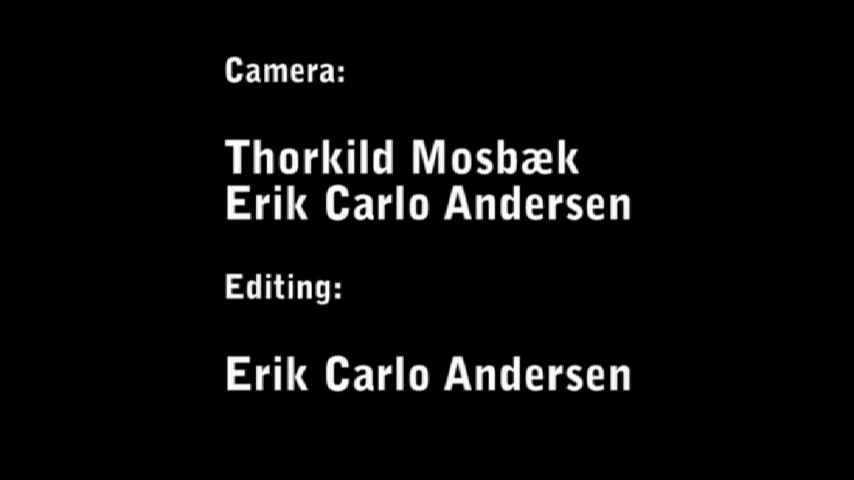 Camera:
Thorkild Mosbæk
Erik Carlo Andersen
Editing:
Erik Carlo Andersen